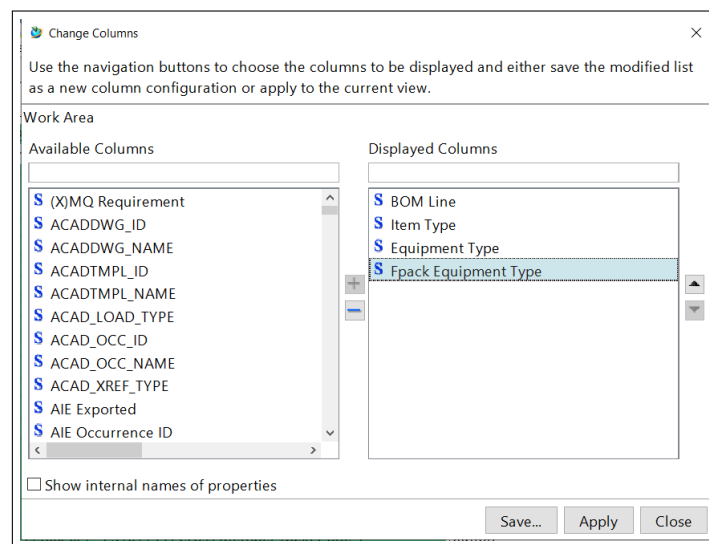 Change Columns
Use the navigation buttons to choose the columns to be displayed and either save the modified list
as a new column configuration or apply to the current view.
Work Area
Available Columns
(X)MQ Requirement
ACADDWG_ID
ACADDWG_NAME
ACADTMPL_ID
ACADTMPL_NAME
ACAD_LOAD_TYPE
ACAD_OCC_ID
ACAD_OCC_NAME
ACAD_XREF_TYPE
AIE Exported
AIE Occurrence ID
Displayed Columns
BOM Line
Item Type
Equipment Type
Fpack Equipment Type
Show internal names of properties
Save...
Apply
Close